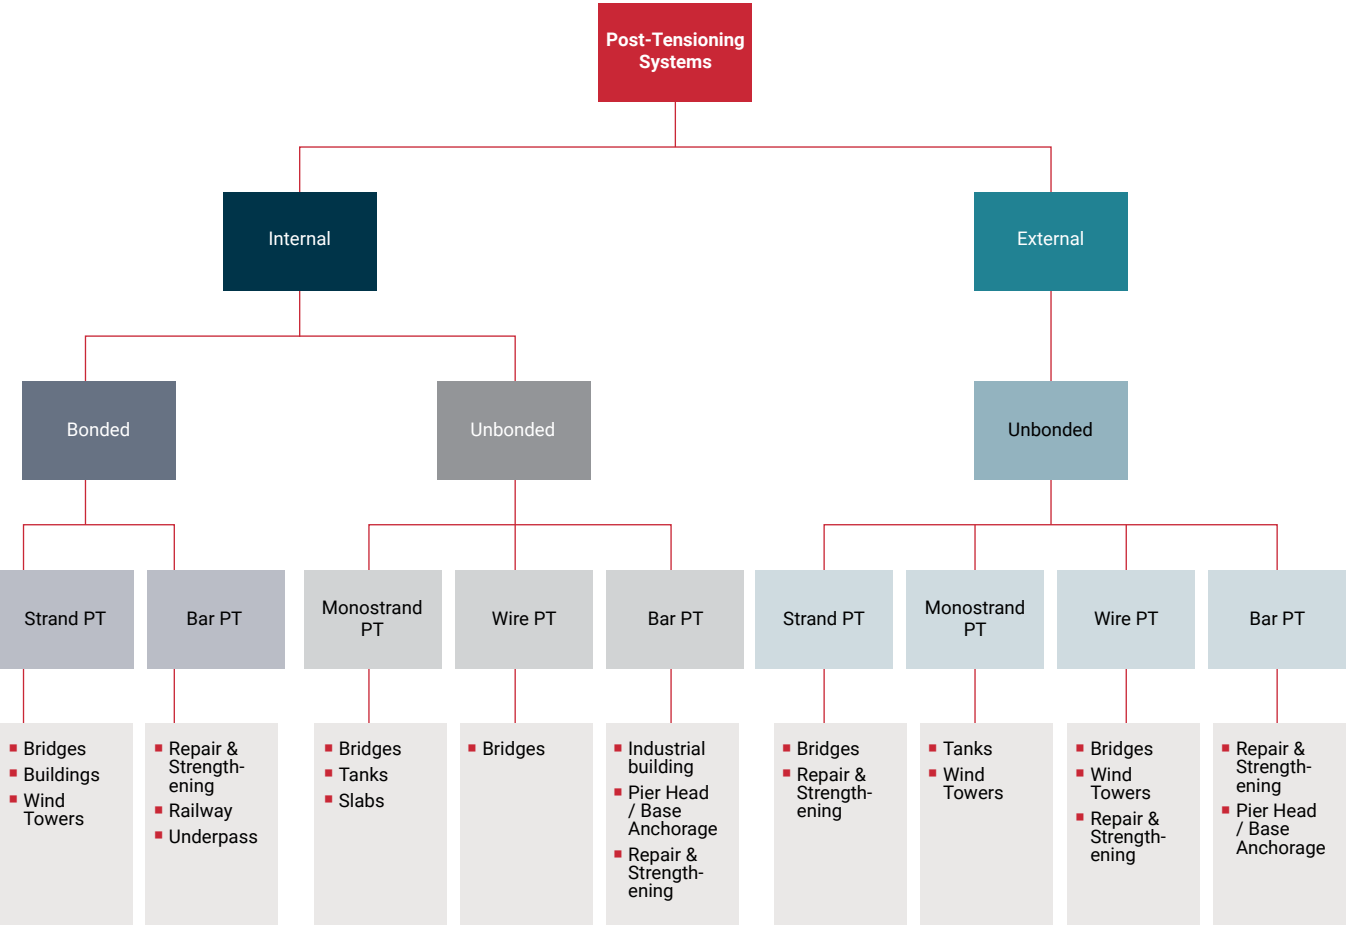 Post-Tensioning
Systems
Internal
External
Bonded
Unbonded
Unbonded
Strand PT
Bar PT
Monostrand
PT
Wire PT
Bar PT
Strand PT
Monostrand
PT
Wire PT
Bar PT
Bridges
Buildings
Wind
Towers
Repair &
Strength-
ening
Railway
Underpass
Bridges
Tanks
Slabs
Bridges
Industrial
building
Pier Head
/ Base
Anchorage
Repair &
Strength-
ening
Bridges
Repair &
Strength-
ening
Tanks
Wind
Towers
Bridges
Wind
Towers
Repair &
Strength-
ening
Repair &
Strength-
ening
Pier Head
/ Base
Anchorage